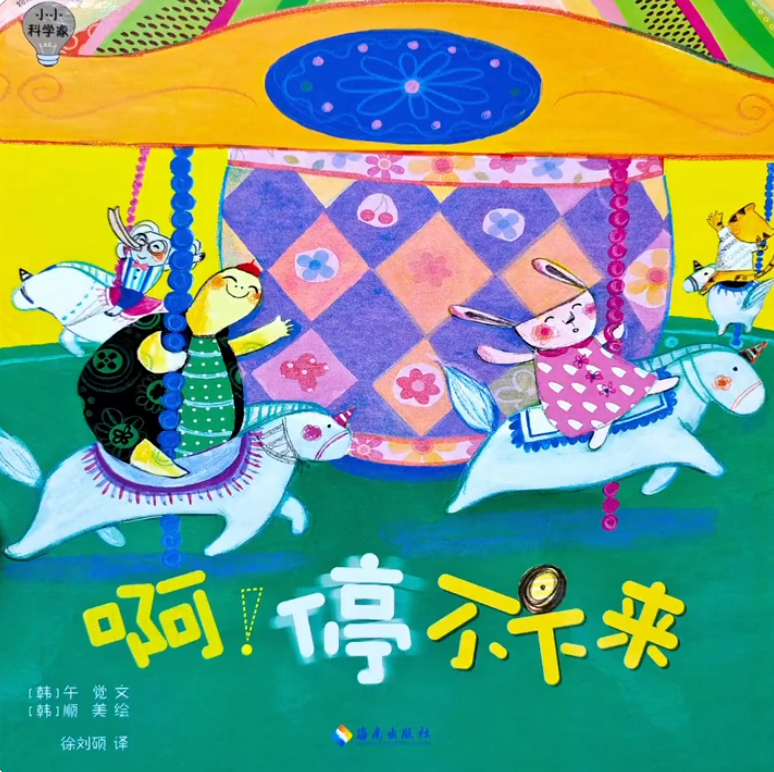 小小
科学家
啊！停不下来
[韩]午 觉 文
[韩]顺 美 绘
徐刘硕 译
海南出版社